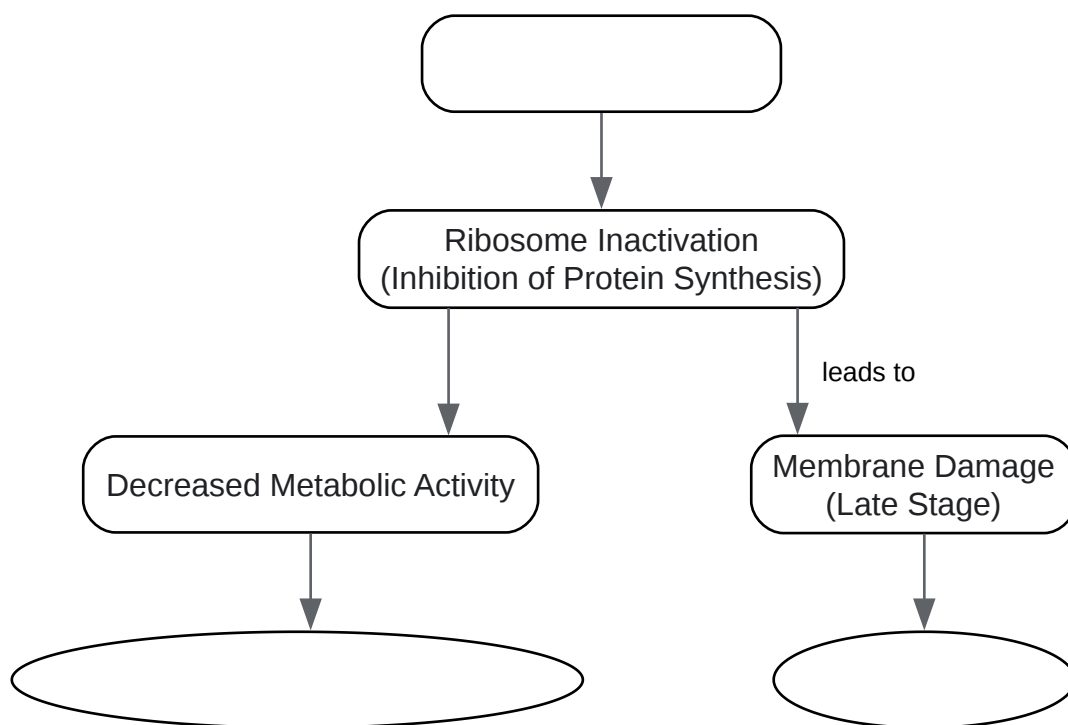 Ribosome Inactivation
(Inhibition of Protein Synthesis)
leads to
Decreased Metabolic Activity
Membrane Damage
(Late Stage)